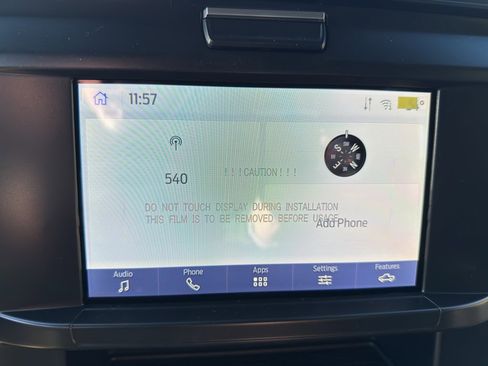 11:57
540
!!!CAUTION!!!
S W
E N
DO NOT TOUCH DISPLAY DURING INSTALLATION
THIS FILM IS TO BE REMOVED BEFORE USAGE
Add Phone
Audio Phone Apps Settings Features